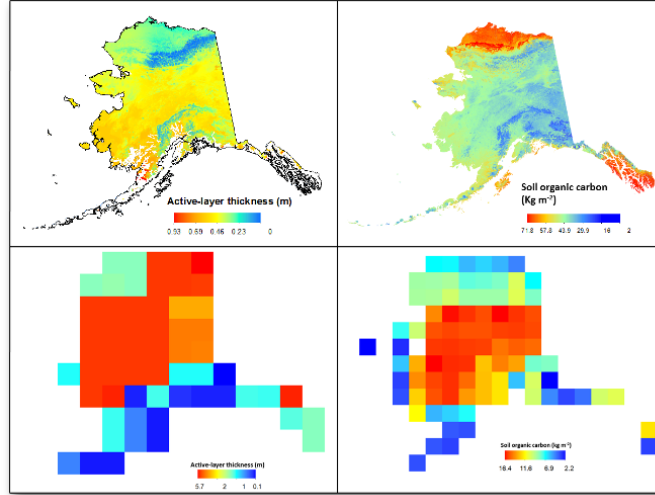 Active-layer thickness (m)
0.93 0.69 0.46 0.23 0
Soil organic carbon
(Kg m⁻²)
71.8 57.8 43.9 29.9 16 2
Active-layer thickness (m)
5.7 2 1 0.1
Soil organic carbon (kg m⁻²)
18.4 11.6 6.9 2.2